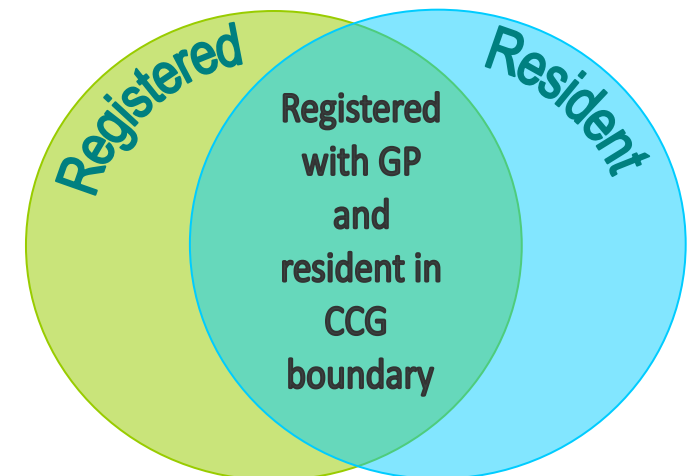 Registered
Resident
Registered
with GP
and
resident in
CCG
boundary